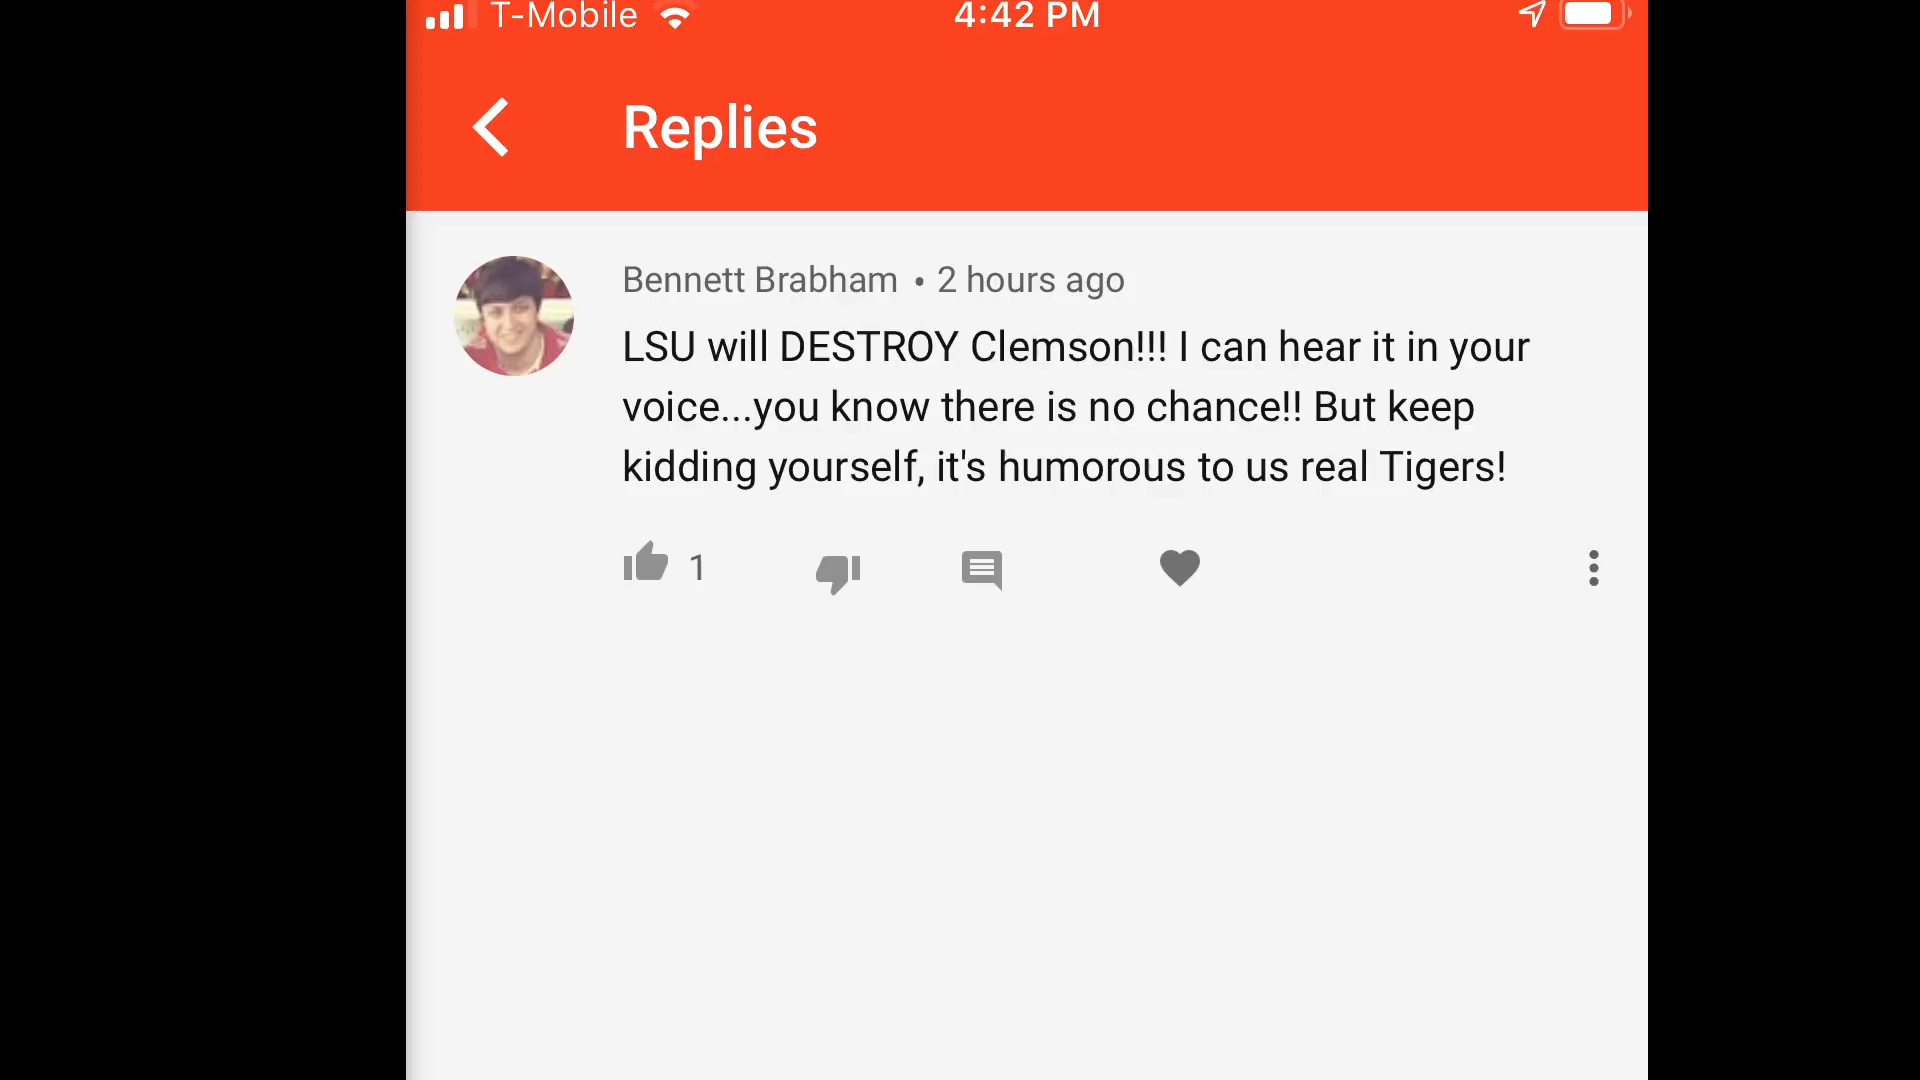 T-Mobile 4:42 PM
Replies
Bennett Brabham • 2 hours ago
LSU will DESTROY Clemson!!! I can hear it in your
voice...you know there is no chance!! But keep
kidding yourself, it's humorous to us real Tigers!
1